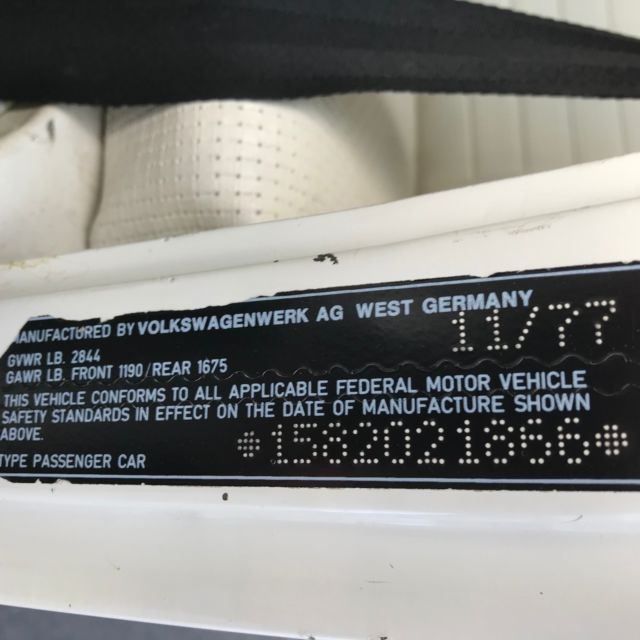 MANUFACTURED BY VOLKSWAGENWERK AG WEST GERMANY
11/77
GVWR LB. 2844
GAWR LB. FRONT 1190/REAR 1675
THIS VEHICLE CONFORMS TO ALL APPLICABLE FEDERAL MOTOR VEHICLE
SAFETY STANDARDS IN EFFECT ON THE DATE OF MANUFACTURE SHOWN
ABOVE.
*1582021866*
TYPE PASSENGER CAR